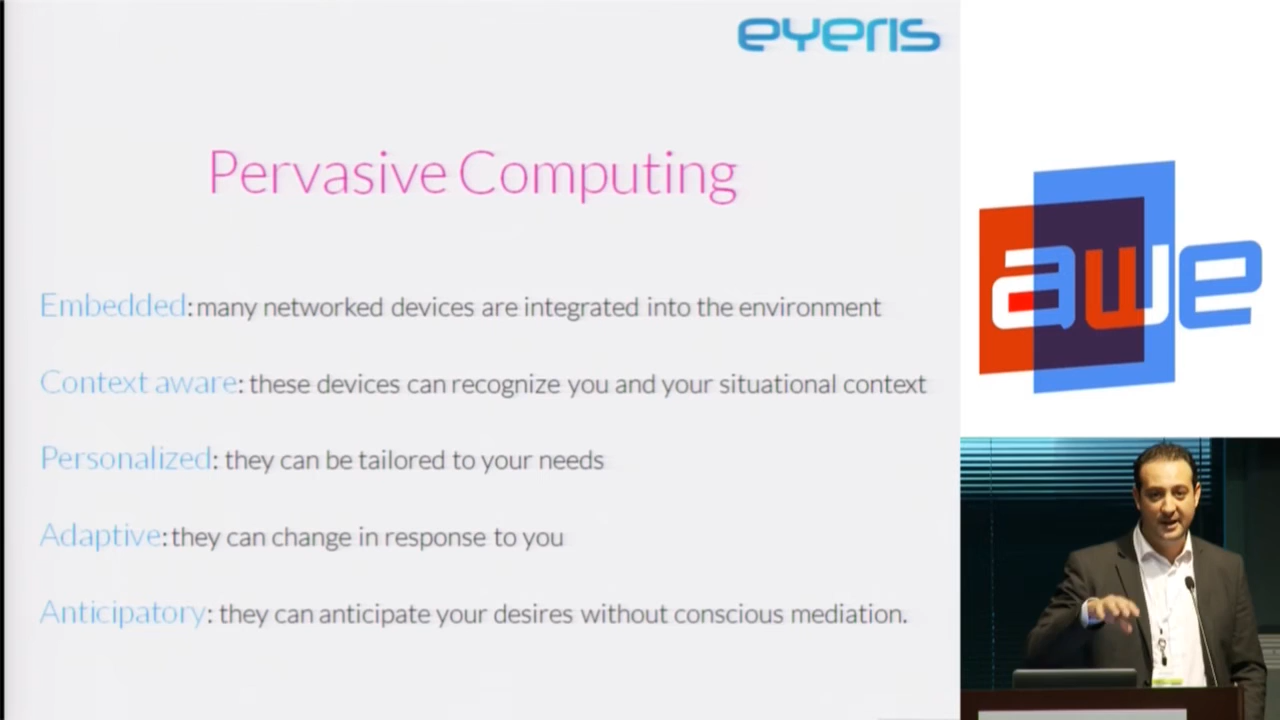 eyeris
Pervasive Computing
Embedded: many networked devices are integrated into the environment
Context aware: these devices can recognize you and your situational context
Personalized: they can be tailored to your needs
Adaptive: they can change in response to you
Anticipatory: they can anticipate your desires without conscious mediation.
awe